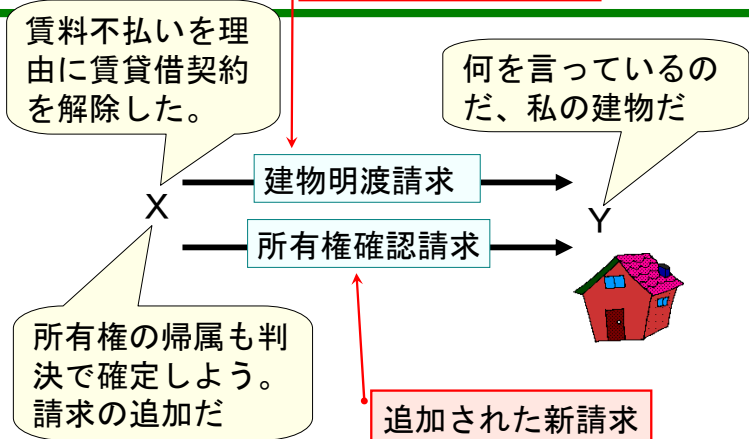 賃料不払いを理
由に賃貸借契約
を解除した。
何を言っているの
だ、私の建物だ
建物明渡請求
X
Y
所有権確認請求
所有権の帰属も判
決で確定しよう。
請求の追加だ
追加された新請求